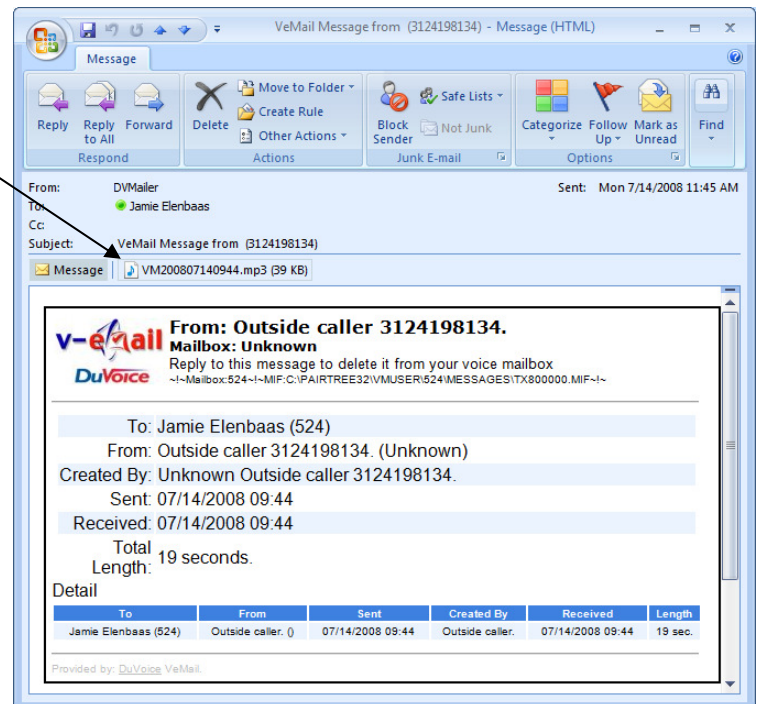 VeMail Message from (3124198134) - Message (HTML)
Message
Reply
Reply to All
Forward
Respond
Delete
Move to Folder
Create Rule
Other Actions
Actions
Block Sender
Safe Lists
Not Junk
Junk E-mail
Categorize
Follow Up
Mark as Unread
Options
Find
From: DVMailer Sent: Mon 7/14/2008 11:45 AM
To: Jamie Elenbaas
Cc:
Subject: VeMail Message from (3124198134)
Message VM200807140944.mp3 (39 KB)
v-email
DuVoice
From: Outside caller 3124198134.
Mailbox: Unknown
Reply to this message to delete it from your voice mailbox
~!~Mailbox:524~!~MIF:C:\PAIRTREE32\VMUSER\524\MESSAGES\TX800000.MIF~!~
To: Jamie Elenbaas (524)
From: Outside caller 3124198134. (Unknown)
Created By: Unknown Outside caller 3124198134.
Sent: 07/14/2008 09:44
Received: 07/14/2008 09:44
Total Length: 19 seconds.
Detail
To From Sent Created By Received Length
Jamie Elenbaas (524) Outside caller. () 07/14/2008 09:44 Outside caller. 07/14/2008 09:44 19 sec.
Provided by: DuVoice VeMail.